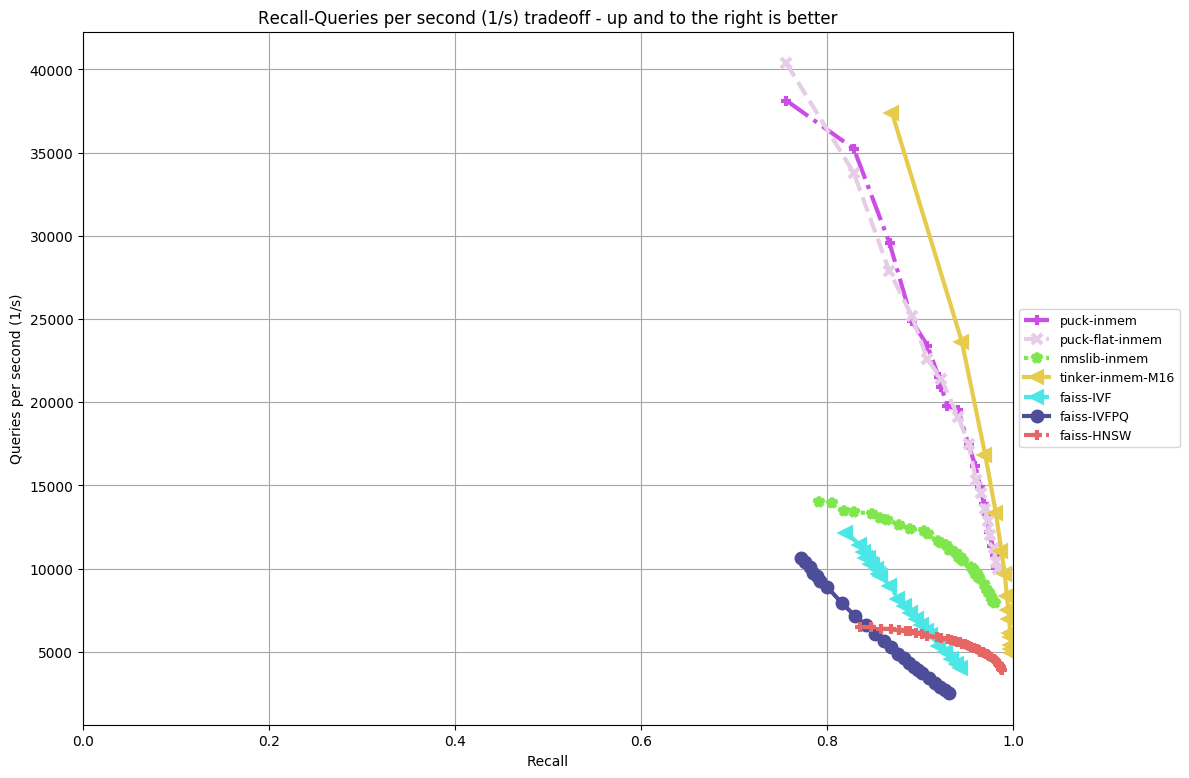 Recall-Queries per second (1/s) tradeoff - up and to the right is better
40000
35000
30000
25000
20000
15000
10000
5000
Queries per second (1/s)
0.0
0.2
0.4
0.6
0.8
1.0
Recall
puck-inmem
puck-flat-inmem
nmslib-inmem
tinker-inmem-M16
faiss-IVF
faiss-IVFPQ
faiss-HNSW